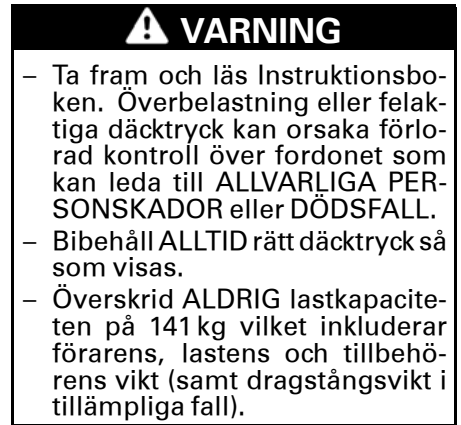 VARNING
– Ta fram och läs Instruktionsbo-
ken. Överbelastning eller felak-
tiga däcktryck kan orsaka förlo-
rad kontroll över fordonet som
kan leda till ALLVARLIGA PER-
SONSKADOR eller DÖDSFALL.
– Bibehåll ALLTID rätt däcktryck så
som visas.
– Överskrid ALDRIG lastkapacite-
ten på 141 kg vilket inkluderar
förarens, lastens och tillbehö-
rens vikt (samt dragstångsvikt i
tillämpliga fall).